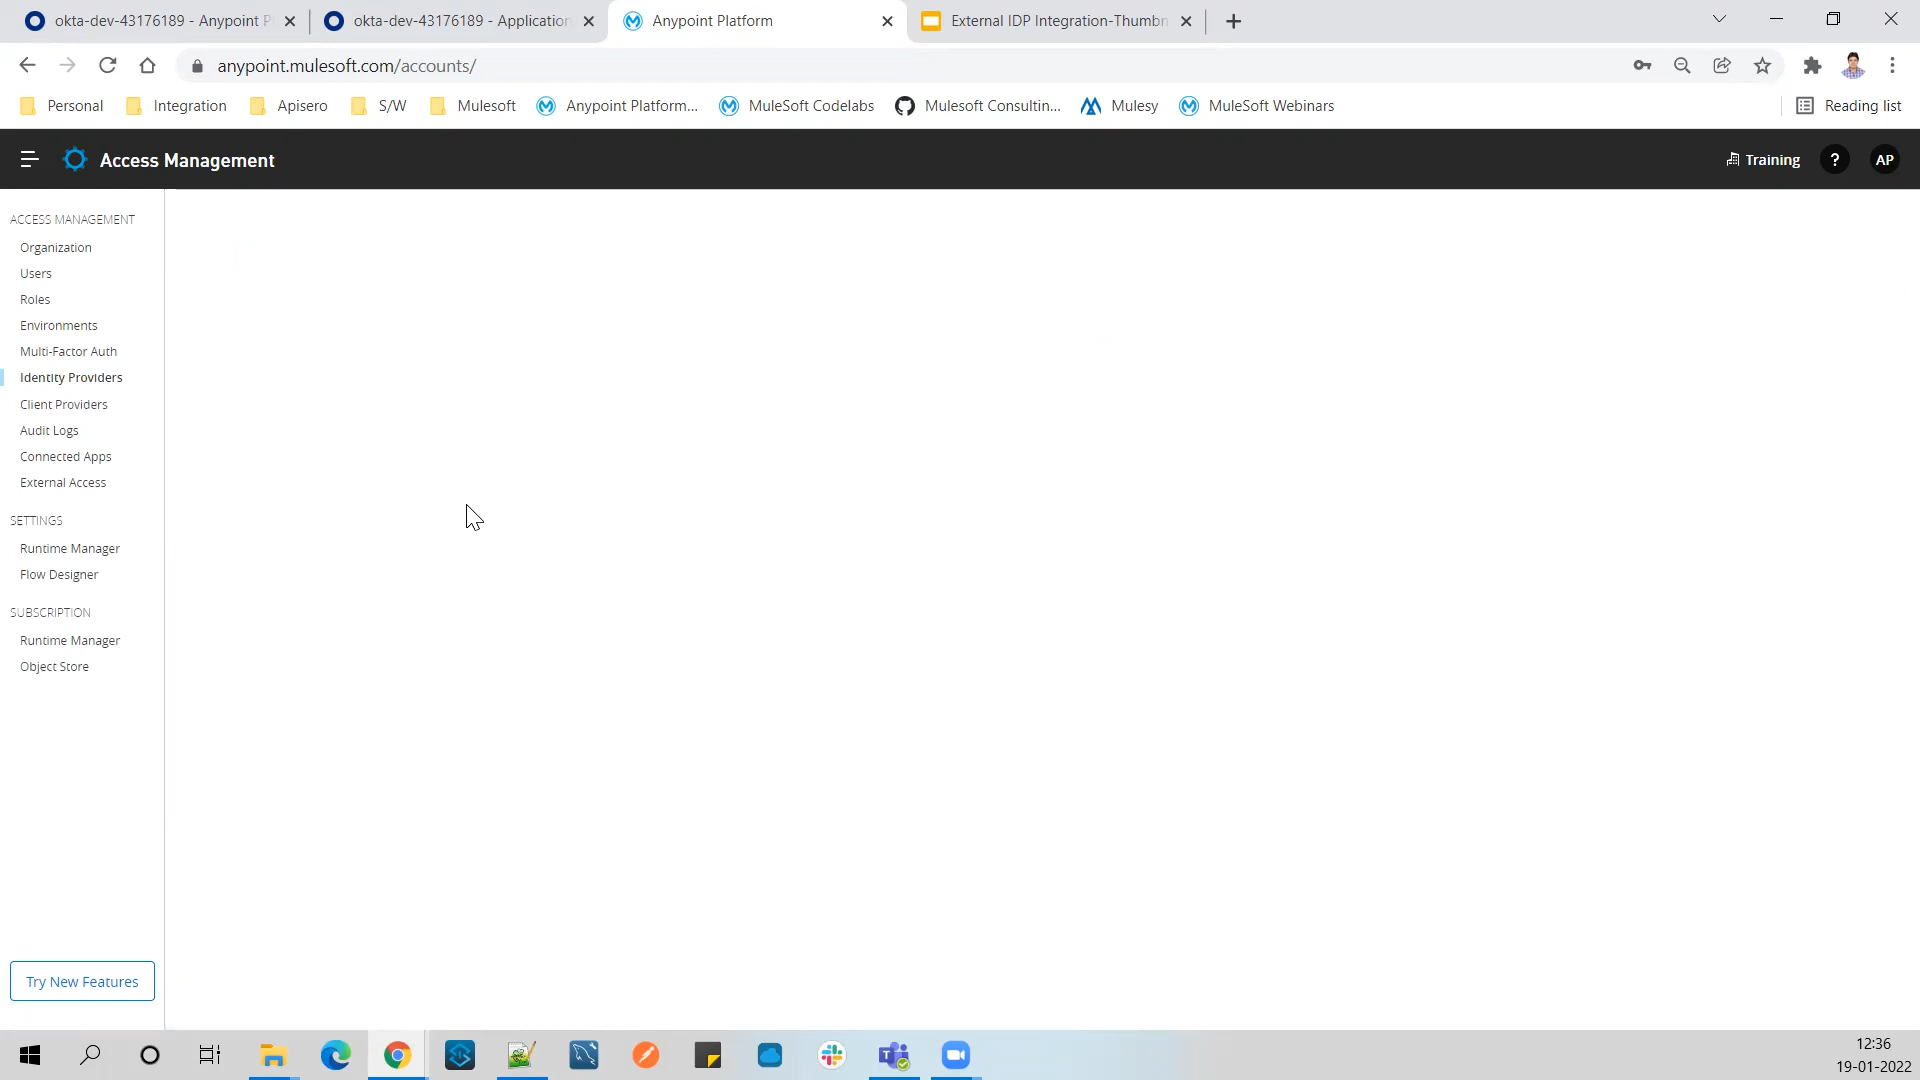 okta-dev-43176189 - Anypoint P
okta-dev-43176189 - Application
Anypoint Platform
External IDP Integration-Thumbn
anypoint.mulesoft.com/accounts/
Personal
Integration
Apisero
S/W
Mulesoft
Anypoint Platform...
MuleSoft Codelabs
Mulesoft Consultin...
Mulesy
MuleSoft Webinars
Reading list
Access Management
Training
?
AP
ACCESS MANAGEMENT
Organization
Users
Roles
Environments
Multi-Factor Auth
Identity Providers
Client Providers
Audit Logs
Connected Apps
External Access
SETTINGS
Runtime Manager
Flow Designer
SUBSCRIPTION
Runtime Manager
Object Store
Try New Features
12:36
19-01-2022